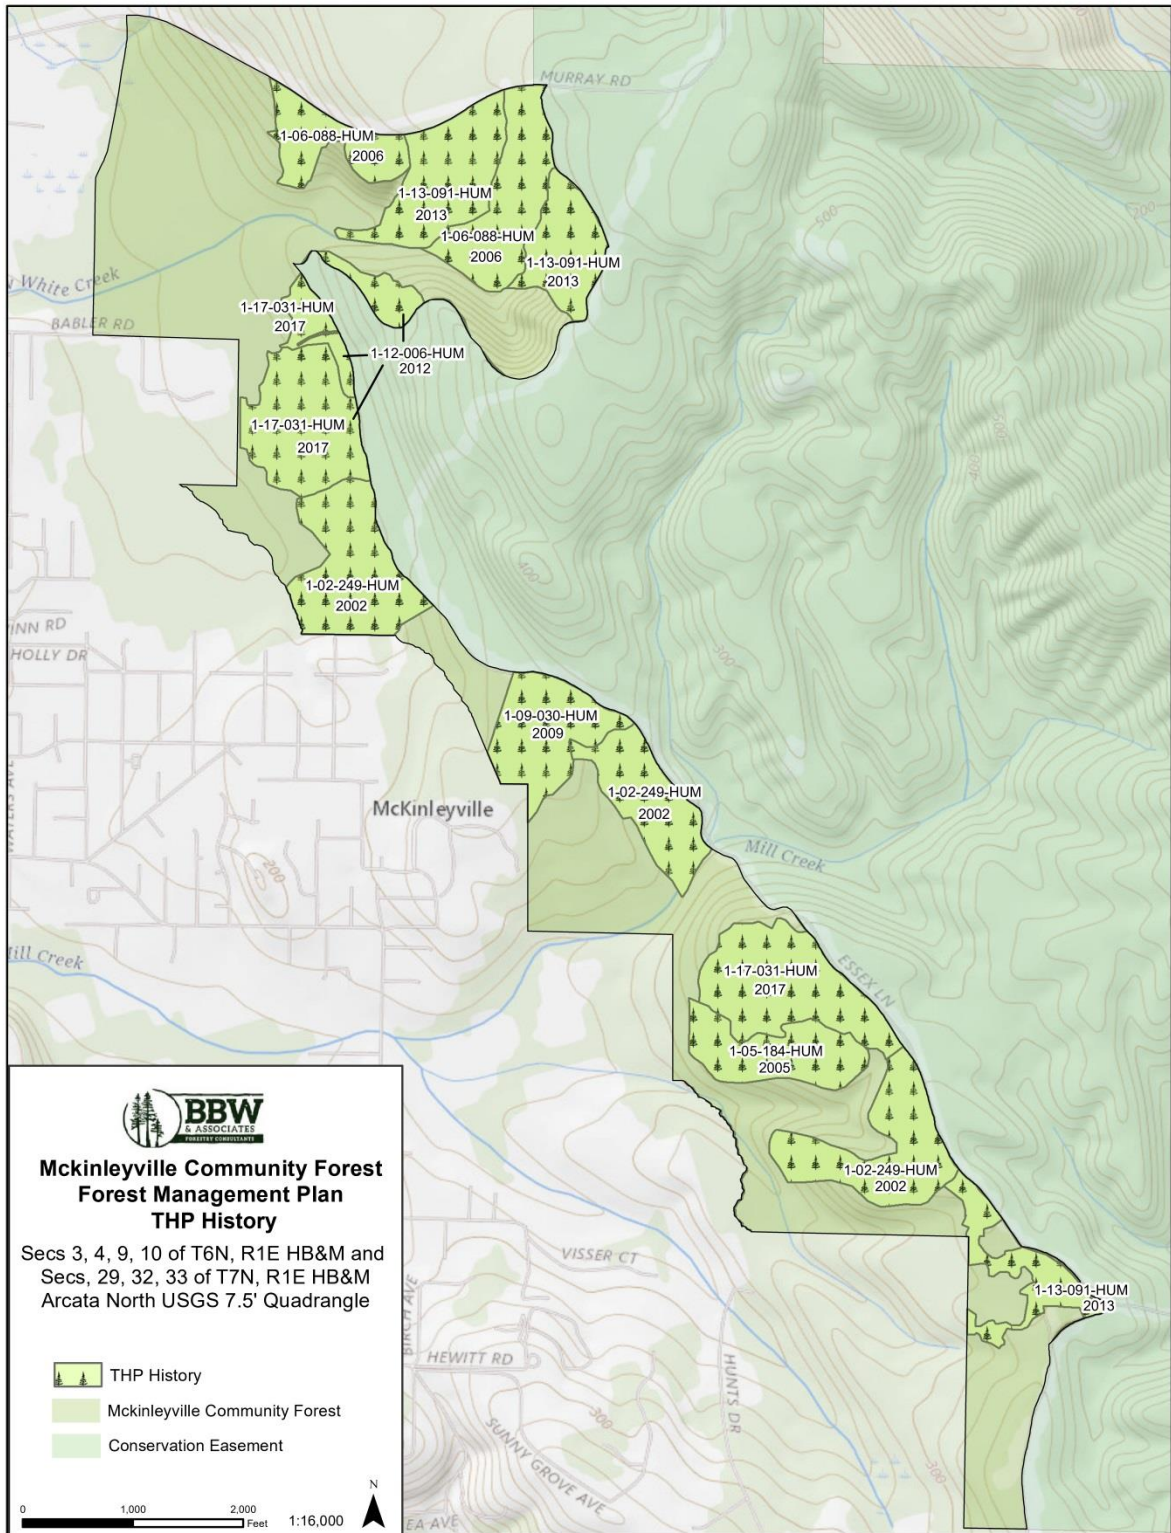 MURRAY RD
1-06-088-HUM
2006
1-13-091-HUM
2013
1-06-088-HUM
2006
1-13-091-HUM
2013
500
200
White Creek
BABLER RD
1-17-031-HUM
2017
1-12-006-HUM
2012
1-17-031-HUM
2017
500
400
400
1-02-249-HUM
2002
INN RD
HOLLY DR
300
1-09-030-HUM
2009
1-02-249-HUM
2002
WATERS AVE
McKinleyville
200
Mill Creek
Mill Creek
ESSEX LN
1-17-031-HUM
2017
1-05-184-HUM
2005
1-02-249-HUM
2002
1-13-091-HUM
2013
VISSER CT
BIRCH AVE
HEWITT RD
HUNTS DR
SUNNY GROVE AVE
300
300
EA AVE
BBW
& ASSOCIATES
FORESTRY CONSULTANTS
Mckinleyville Community Forest
Forest Management Plan
THP History
Secs 3, 4, 9, 10 of T6N, R1E HB&M and
Secs, 29, 32, 33 of T7N, R1E HB&M
Arcata North USGS 7.5' Quadrangle
THP History
Mckinleyville Community Forest
Conservation Easement
N
0 1,000 2,000
Feet
1:16,000